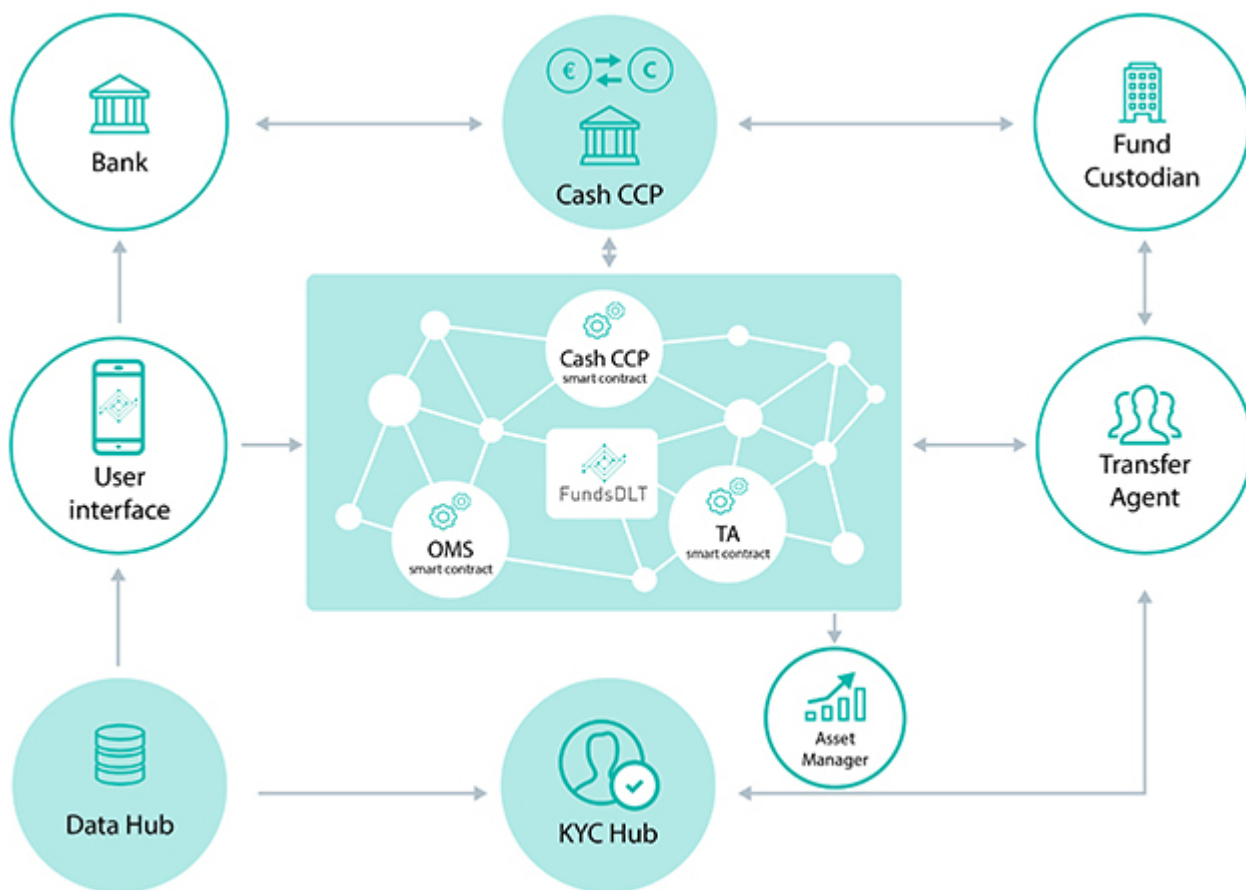 €
C
Bank
Cash CCP
Fund
Custodian
Cash CCP
smart contract
User
interface
FundsDLT
Transfer
Agent
OMS
smart contract
TA
smart contract
Asset
Manager
Data Hub
KYC Hub